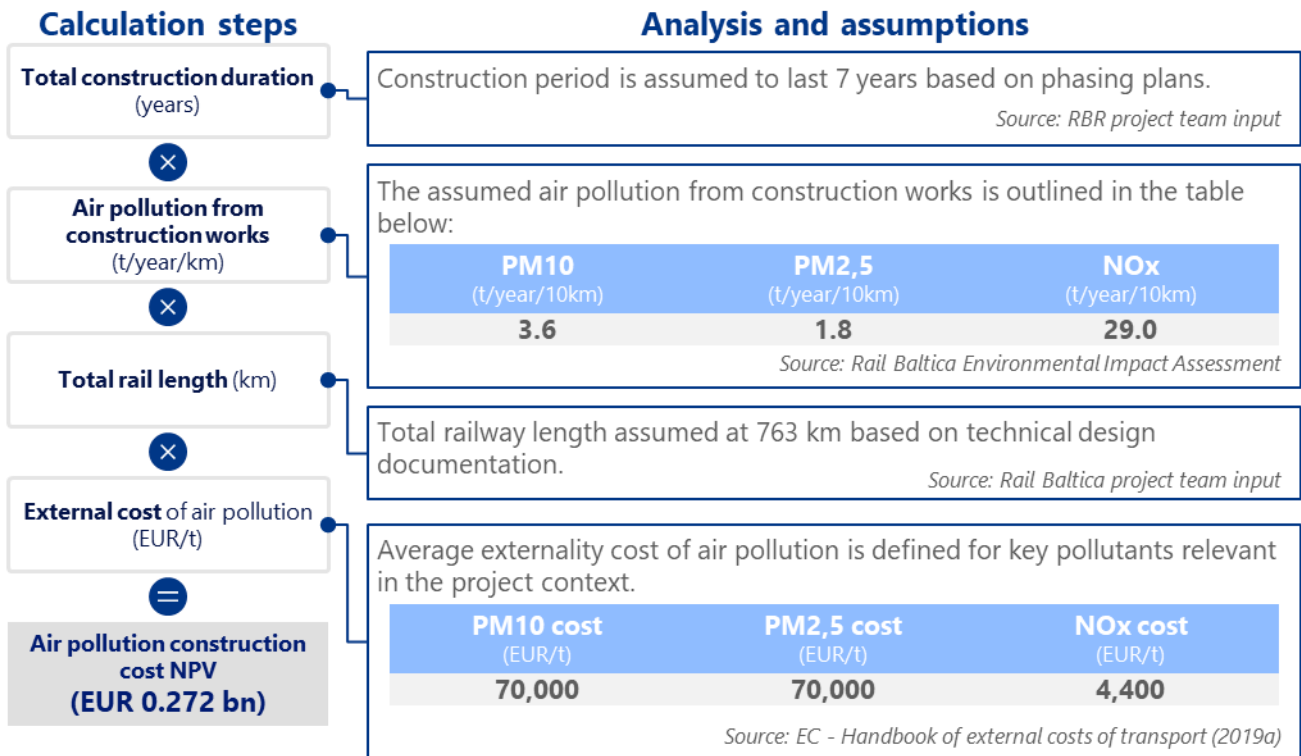 Calculation steps
Analysis and assumptions
Total construction duration
(years)
Construction period is assumed to last 7 years based on phasing plans.
Source: RBR project team input
×
Air pollution from
construction works
(t/year/km)
The assumed air pollution from construction works is outlined in the table
below:
PM10 PM2,5 NOx
(t/year/10km) (t/year/10km) (t/year/10km)
3.6 1.8 29.0
Source: Rail Baltica Environmental Impact Assessment
×
Total rail length (km)
Total railway length assumed at 763 km based on technical design
documentation.
Source: Rail Baltica project team input
×
External cost of air pollution
(EUR/t)
Average externality cost of air pollution is defined for key pollutants relevant
in the project context.
PM10 cost PM2,5 cost NOx cost
(EUR/t) (EUR/t) (EUR/t)
70,000 70,000 4,400
Source: EC - Handbook of external costs of transport (2019a)
=
Air pollution construction
cost NPV
(EUR 0.272 bn)